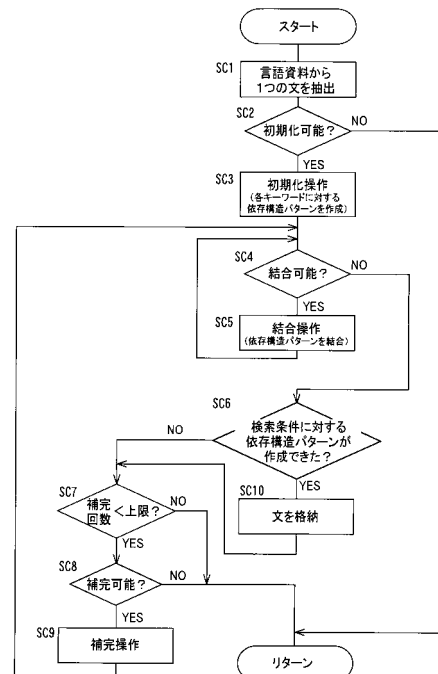 スタート
SC1
言語資料から
1つの文を抽出
SC2
初期化可能?
NO
YES
SC3
初期化操作
(各キーワードに対する
依存構造パターンを作成)
SC4
結合可能?
NO
YES
SC5
結合操作
(依存構造パターンを結合)
SC6
検索条件に対する
依存構造パターンが
作成できた?
NO
YES
SC10
文を格納
SC7
補完
回数<上限?
NO
YES
SC8
補完可能?
NO
YES
SC9
補完操作
リターン